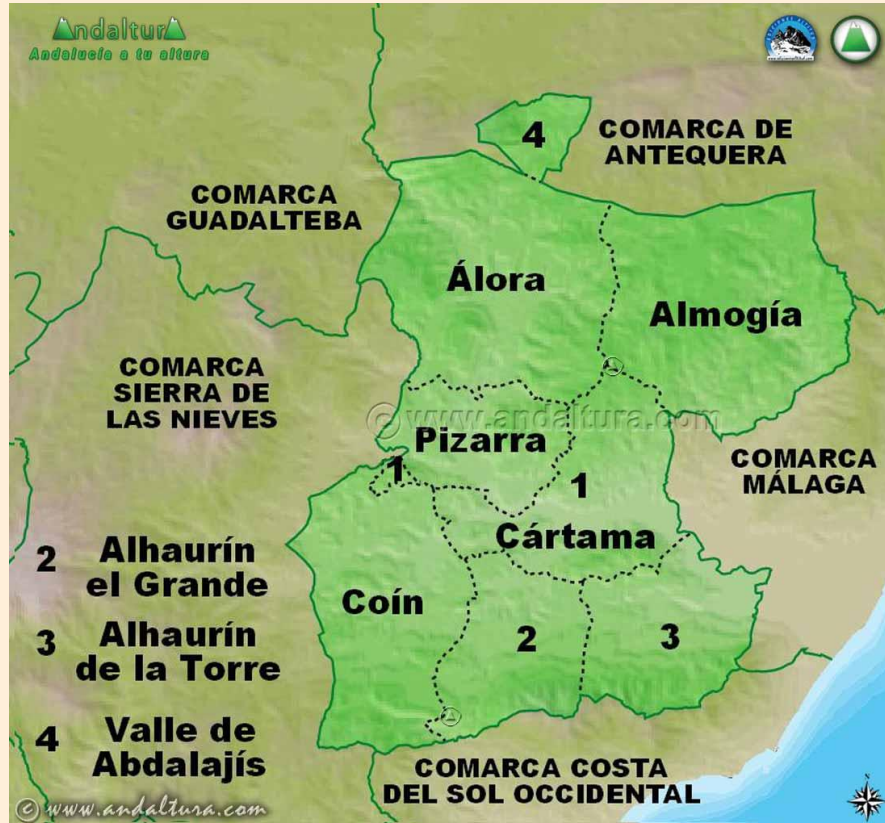 AndalturA
Andalucía a tu altura
4
COMARCA DE
ANTEQUERA
COMARCA
GUADALTEBA
Álora
Almogía
COMARCA
SIERRA DE
LAS NIEVES
© www.andaltura.com
Pizarra
1
1
COMARCA
MÁLAGA
Cártama
2 Alhaurín
el Grande
Coín
2
3
3 Alhaurín
de la Torre
4 Valle de
Abdalajís
COMARCA COSTA
DEL SOL OCCIDENTAL
N
© www.andaltura.com